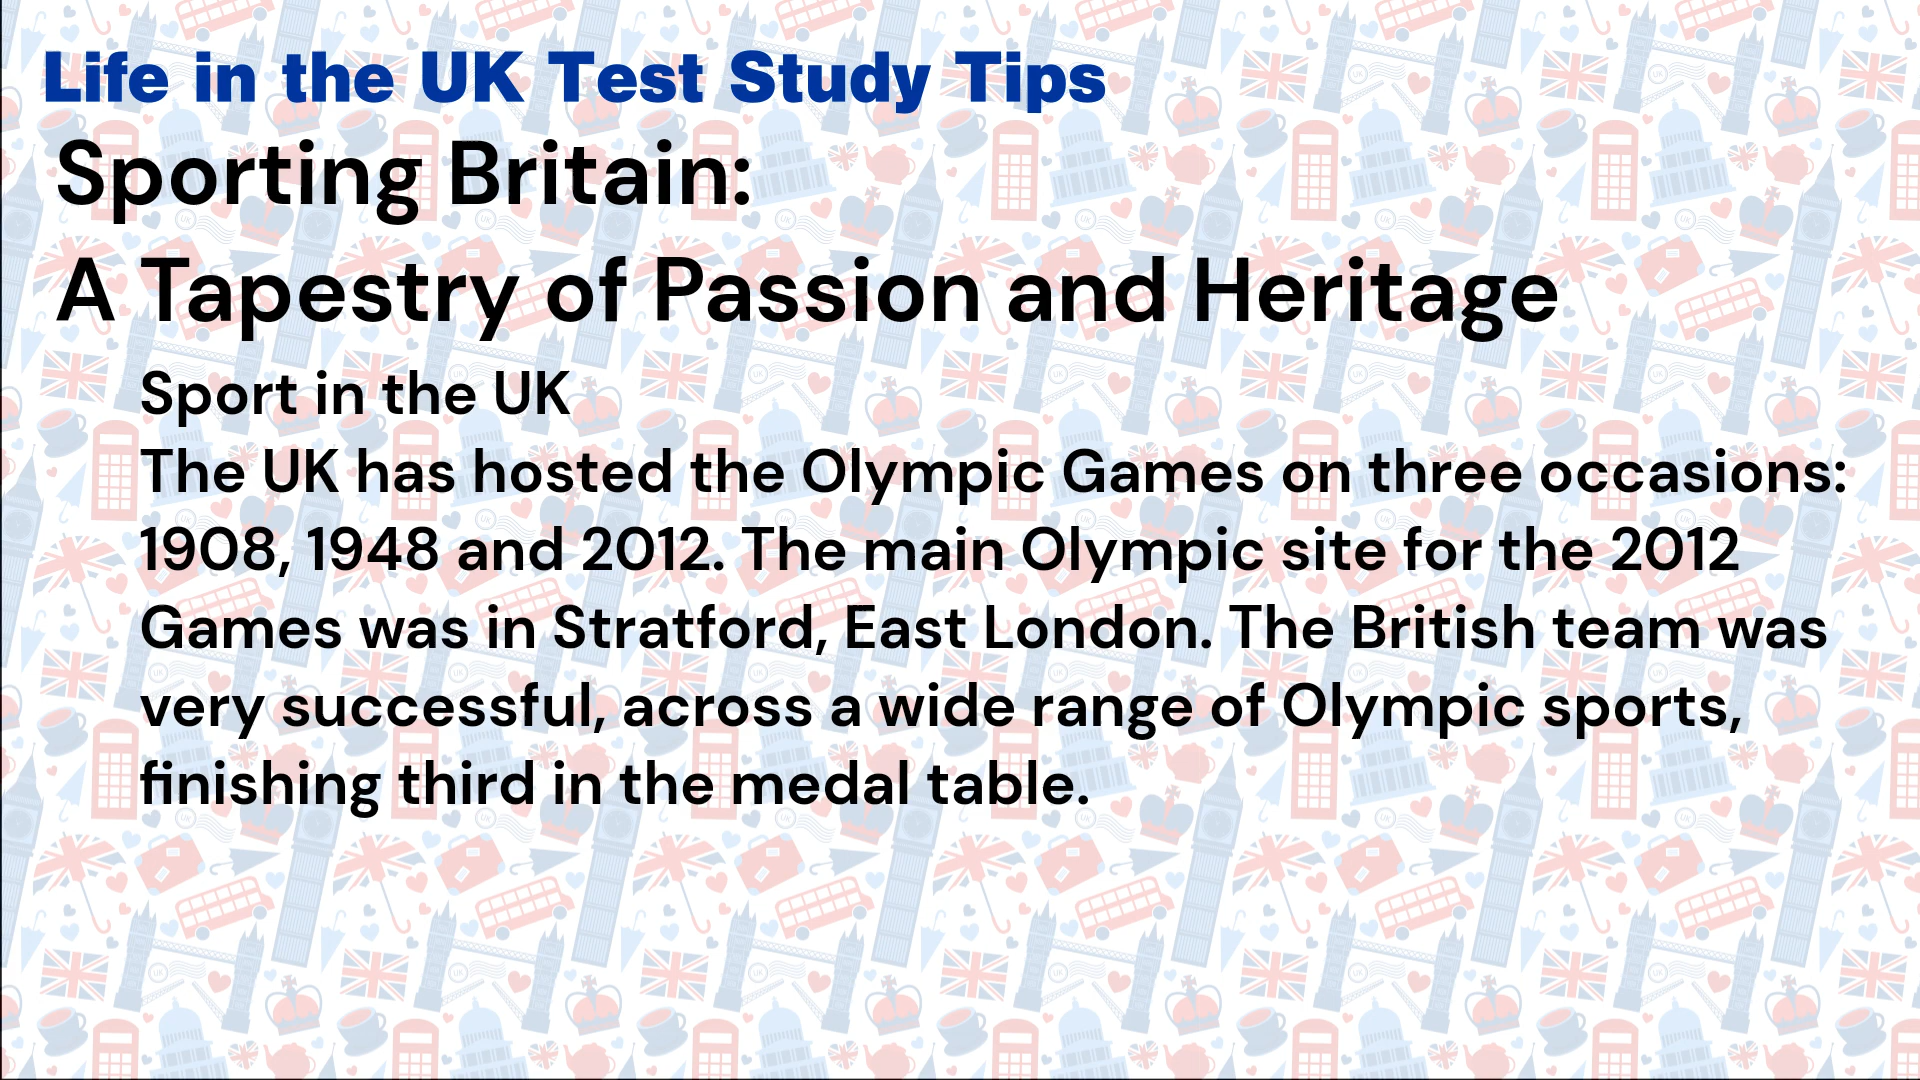 Life in the UK Test Study Tips
Sporting Britain:
A Tapestry of Passion and Heritage
Sport in the UK
The UK has hosted the Olympic Games on three occasions:
1908, 1948 and 2012. The main Olympic site for the 2012
Games was in Stratford, East London. The British team was
very successful, across a wide range of Olympic sports,
finishing third in the medal table.